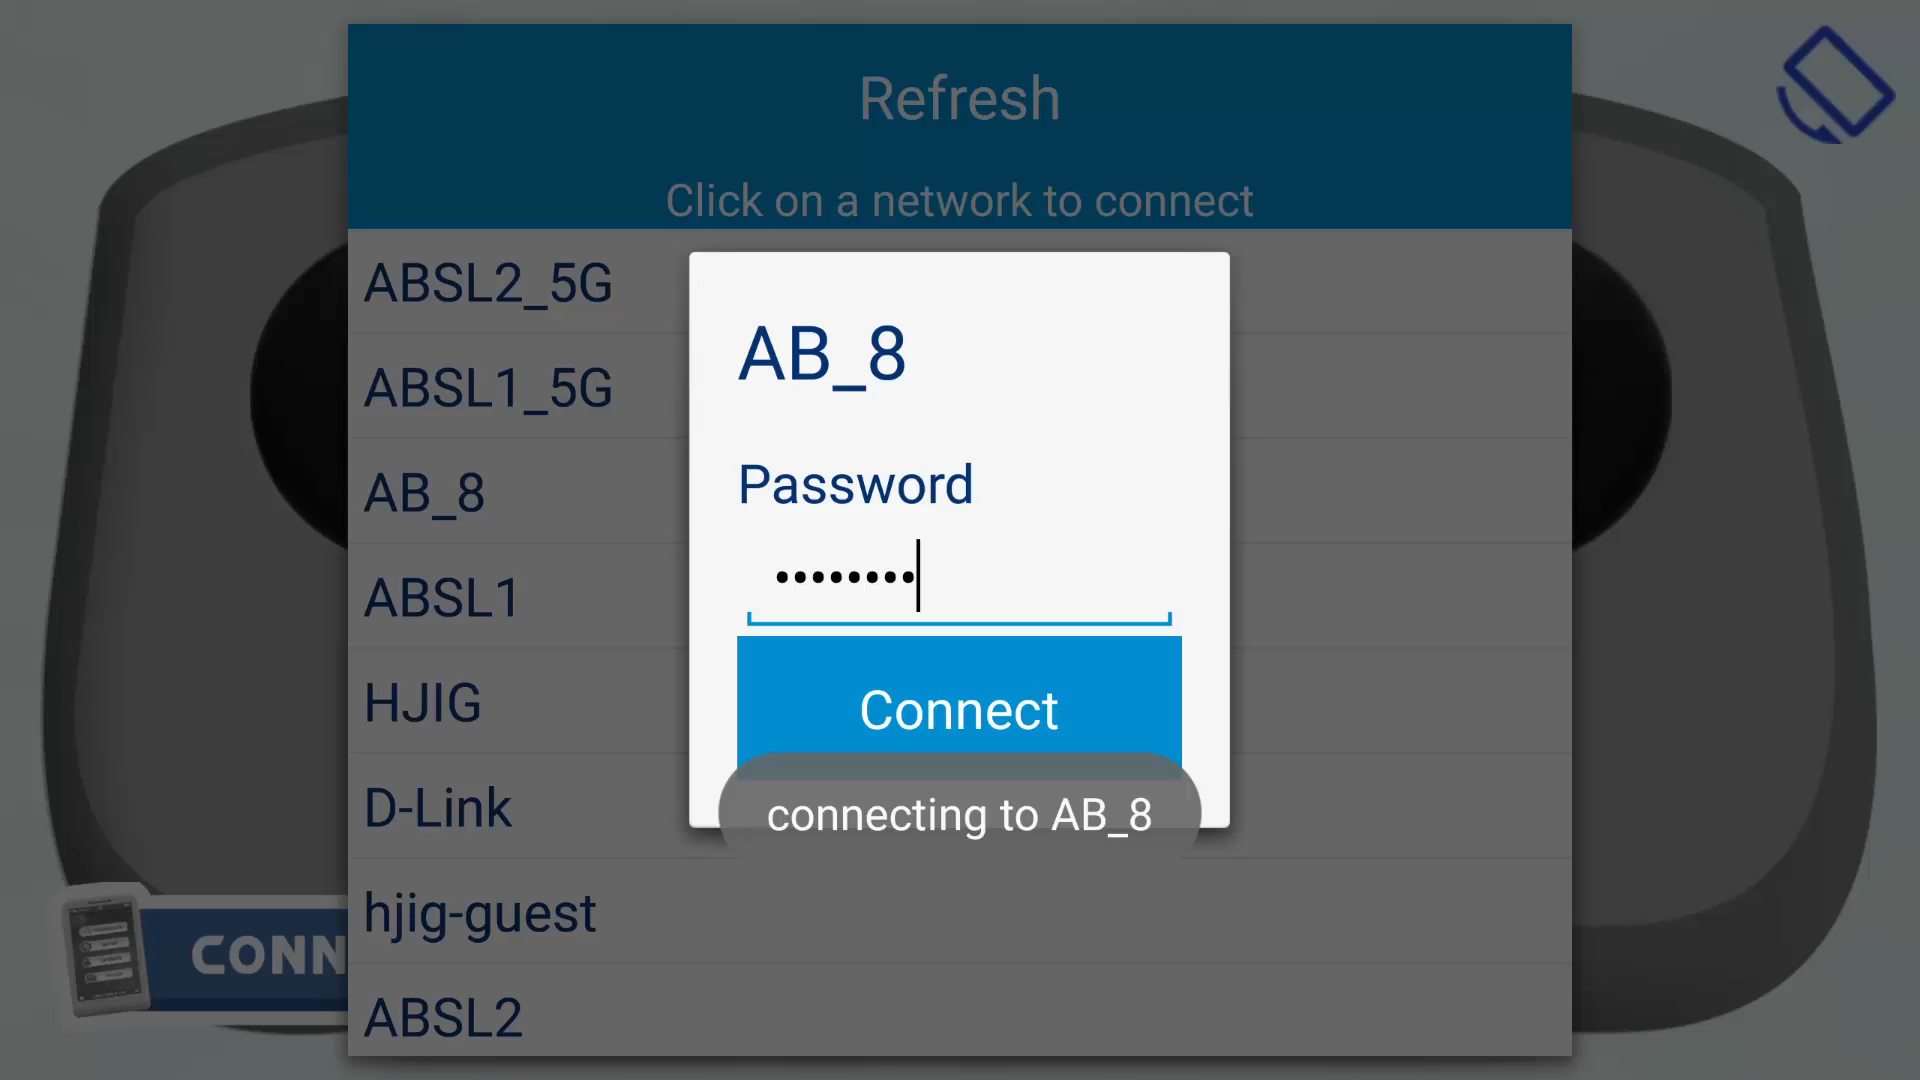 Refresh
Click on a network to connect
ABSL2_5G
ABSL1_5G
AB_8
ABSL1
HJIG
D-Link
hjig-guest
ABSL2
AB_8
Password
Connect
connecting to AB_8
CONN